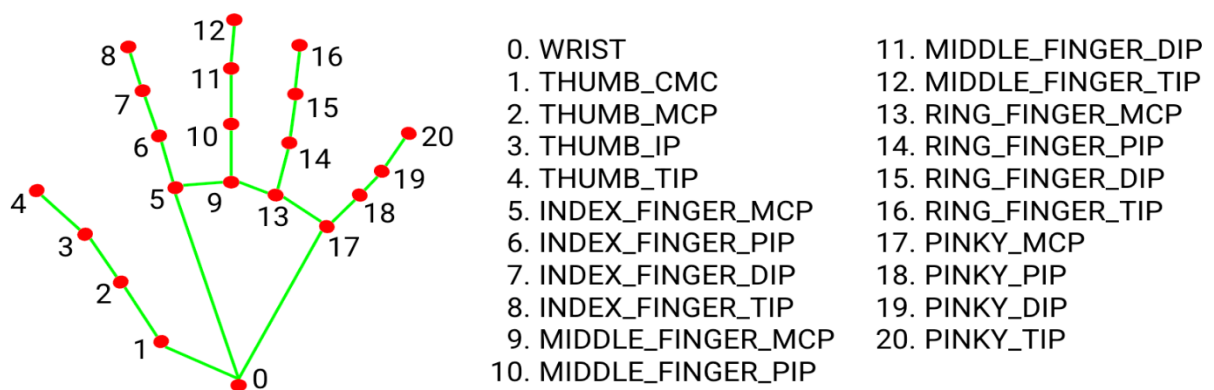 12
8
16
11
7
15
20
6
10
14
19
4
5
9
13
18
3
17
2
1
0
0. WRIST
1. THUMB_CMC
2. THUMB_MCP
3. THUMB_IP
4. THUMB_TIP
5. INDEX_FINGER_MCP
6. INDEX_FINGER_PIP
7. INDEX_FINGER_DIP
8. INDEX_FINGER_TIP
9. MIDDLE_FINGER_MCP
10. MIDDLE_FINGER_PIP
11. MIDDLE_FINGER_DIP
12. MIDDLE_FINGER_TIP
13. RING_FINGER_MCP
14. RING_FINGER_PIP
15. RING_FINGER_DIP
16. RING_FINGER_TIP
17. PINKY_MCP
18. PINKY_PIP
19. PINKY_DIP
20. PINKY_TIP